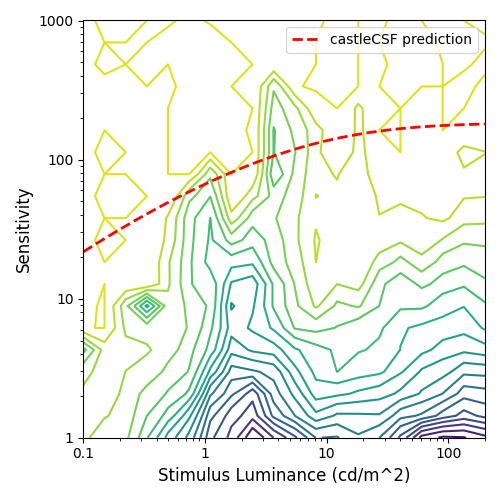 1000
castleCSF prediction
100
10
1
Sensitivity
0.1 1 10 100
Stimulus Luminance (cd/m^2)